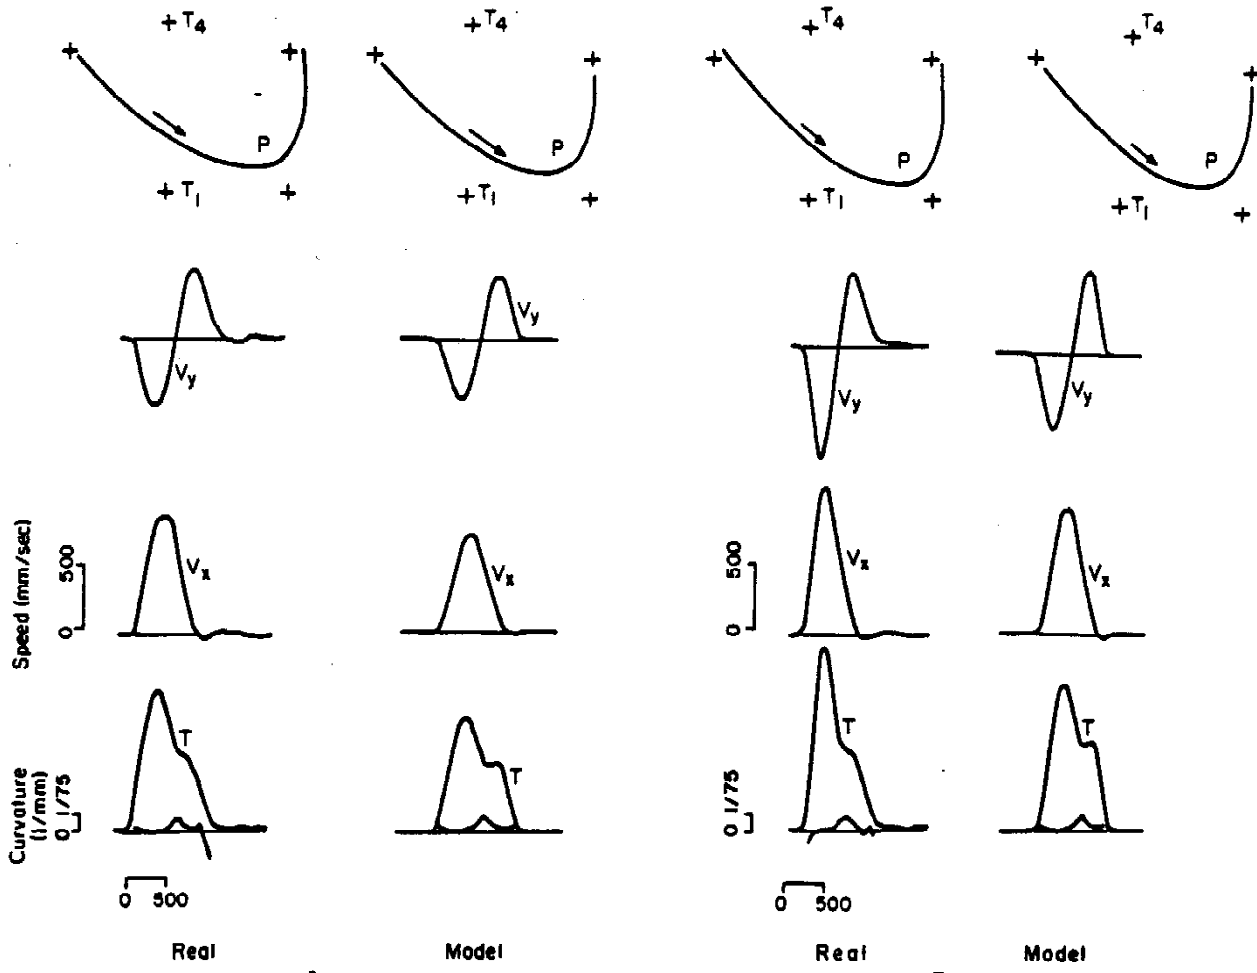 +T4 +T4 +T4 +T4
P P P P
+T1 +T1 +T1 +T1
Vy Vy Vy Vy
Speed (mm/sec)
0 500 0 500
Vx Vx Vx Vx
Curvature
(1/mm)
0 1/75 0 1/75
T T T T
0 500 0 500
Real Model Real Model